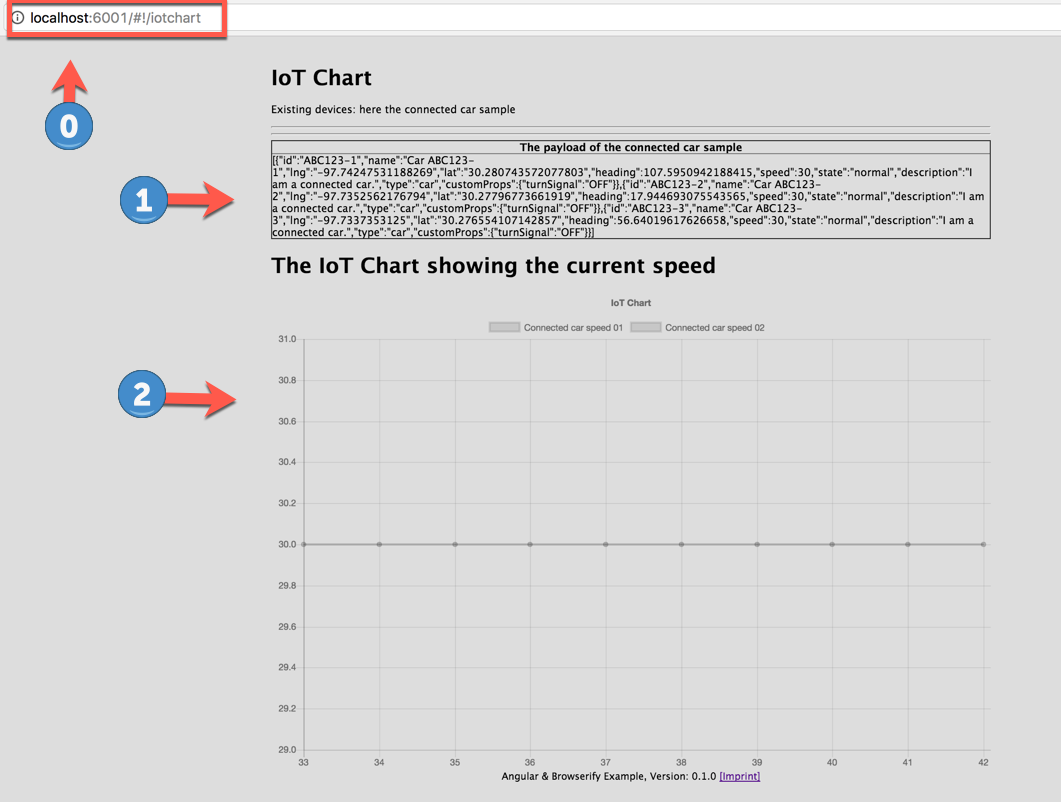 localhost:6001/#!/iotchart
0
IoT Chart
Existing devices: here the connected car sample
The payload of the connected car sample
[{"id":"ABC123-1","name":"Car ABC123-
1","lng":"-97.74247531188269","lat":"30.280743572077803","heading":107.5950942188415,"speed":30,"state":"normal","description":"I
am a connected car.","type":"car","customProps":{"turnSignal":"OFF"}},{"id":"ABC123-2","name":"Car ABC123-
2","lng":"-97.7352562176794","lat":"30.27796773661919","heading":17.944693075543565,"speed":30,"state":"normal","description":"I am
a connected car.","type":"car","customProps":{"turnSignal":"OFF"}},{"id":"ABC123-3","name":"Car ABC123-
3","lng":"-97.7337353125","lat":"30.276554107142857","heading":56.64019617626658,"speed":30,"state":"normal","description":"I am a
connected car.","type":"car","customProps":{"turnSignal":"OFF"}}]
1
The IoT Chart showing the current speed
IoT Chart
Connected car speed 01 Connected car speed 02
2
31.0
30.8
30.6
30.4
30.2
30.0
29.8
29.6
29.4
29.2
29.0
33 34 35 36 37 38 39 40 41 42
Angular & Browserify Example, Version: 0.1.0 [Imprint]